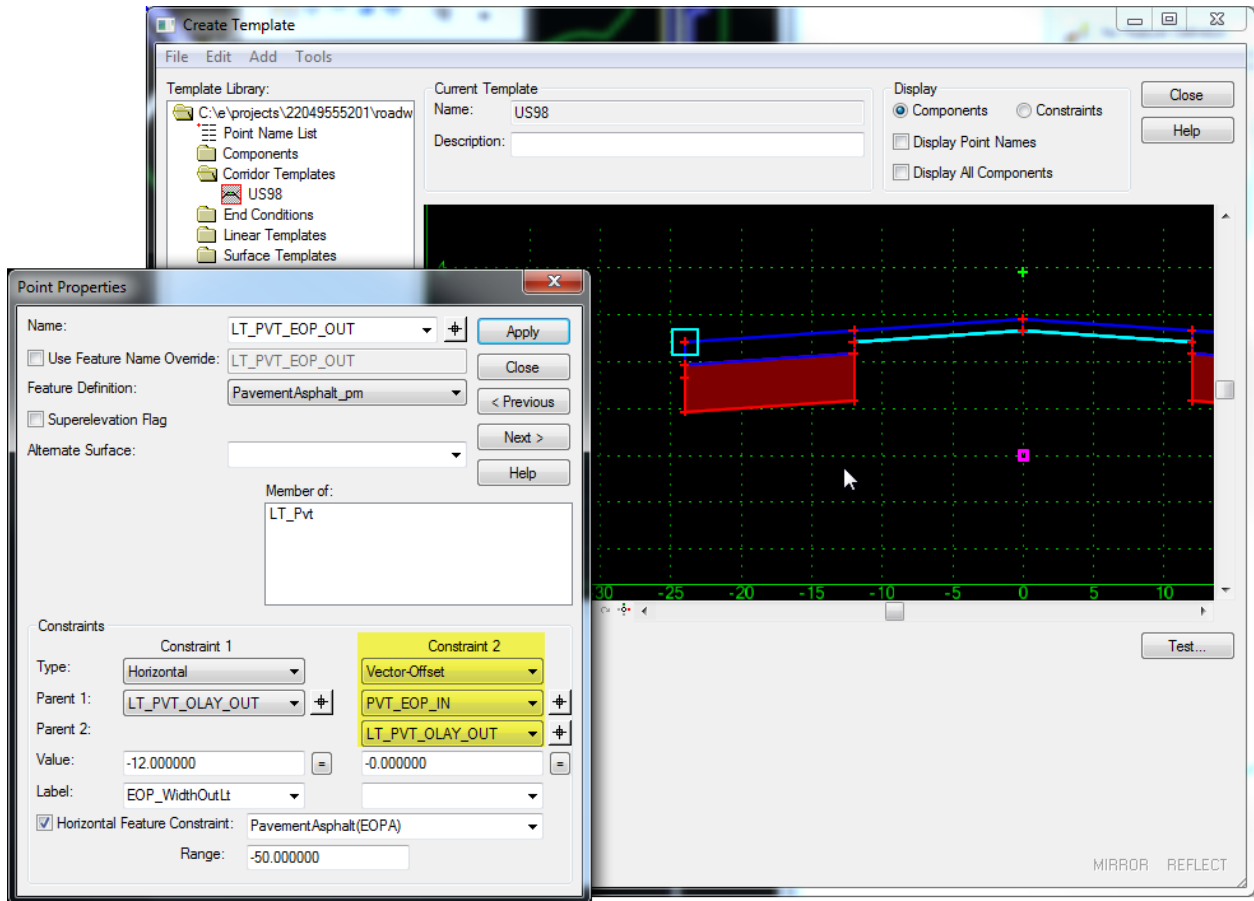 Create Template
File Edit Add Tools
Template Library:
C:\e\projects\22049555201\roadw
Point Name List
Components
Corridor Templates
US98
End Conditions
Linear Templates
Surface Templates
Current Template
Name: US98
Description:
Display
Components Constraints
Display Point Names
Display All Components
Close
Help
-25 -20 -15 -10 -5 0 5 10
Test...
MIRROR REFLECT
Point Properties
Name: LT_PVT_EOP_OUT
Use Feature Name Override: LT_PVT_EOP_OUT
Feature Definition: PavementAsphalt_pm
Superelevation Flag
Alternate Surface:
Apply
Close
< Previous
Next >
Help
Member of:
LT_Pvt
Constraints
Constraint 1 Constraint 2
Type: Horizontal Vector-Offset
Parent 1: LT_PVT_OLAY_OUT PVT_EOP_IN
Parent 2: LT_PVT_OLAY_OUT
Value: -12.000000 = -0.000000 =
Label: EOP_WidthOutLt
Horizontal Feature Constraint: PavementAsphalt(EOPA)
Range: -50.000000